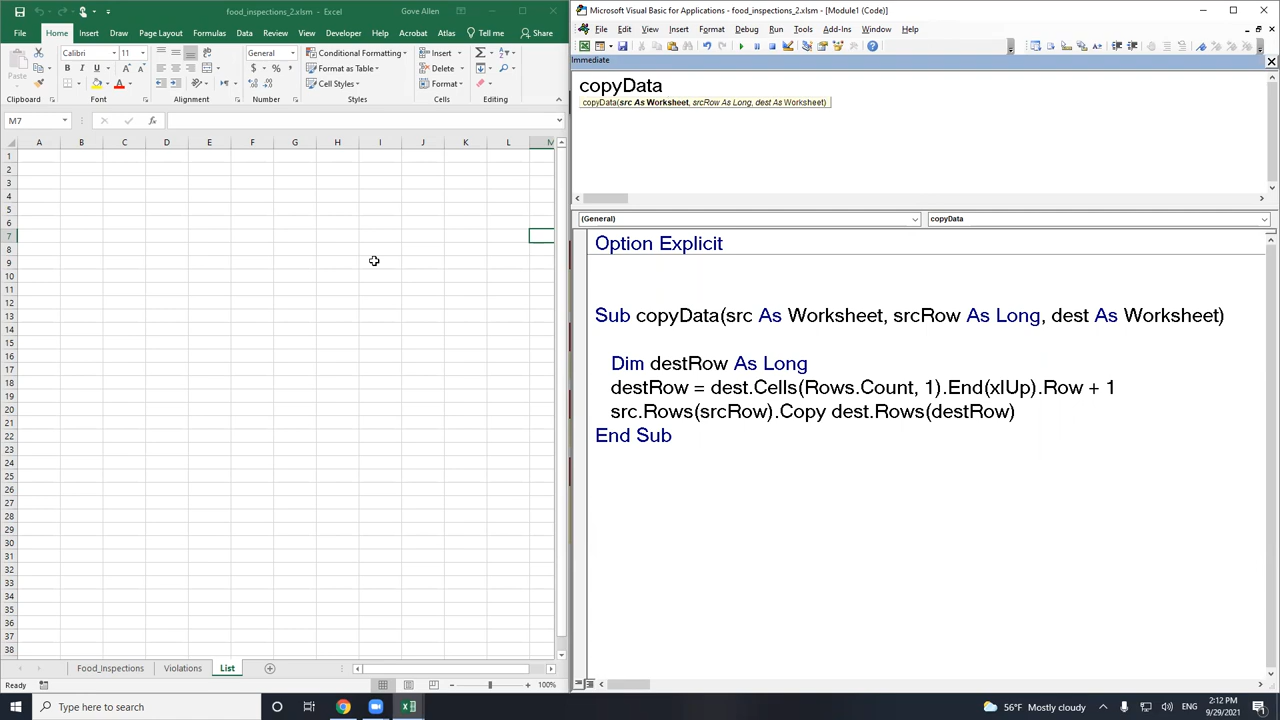 food_inspections_2.xlsm - Excel
Gove Allen
File Home Insert Draw Page Layout Formulas Data Review View Developer Help Acrobat Atlas Tell me Share
Paste
Calibri 11
B I U
General
$ % ,
Conditional Formatting
Format as Table
Cell Styles
Insert
Delete
Format
Clipboard Font Alignment Number Styles Cells Editing
M7
fx
A B C D E F G H I J K L M
1
2
3
4
5
6
7
8
9
10
11
12
13
14
15
16
17
18
19
20
21
22
23
24
25
26
27
28
29
30
31
32
33
34
35
36
37
38
Food_Inspections Violations List
Ready
100%
Microsoft Visual Basic for Applications - food_inspections_2.xlsm - [Module1 (Code)]
File Edit View Insert Format Debug Run Tools Add-Ins Window Help
Immediate
copyData
copyData(src As Worksheet, srcRow As Long, dest As Worksheet)
(General) copyData
Option Explicit
Sub copyData(src As Worksheet, srcRow As Long, dest As Worksheet)
Dim destRow As Long
destRow = dest.Cells(Rows.Count, 1).End(xlUp).Row + 1
src.Rows(srcRow).Copy dest.Rows(destRow)
End Sub
Type here to search
56°F Mostly cloudy
ENG
2:12 PM
9/29/2021